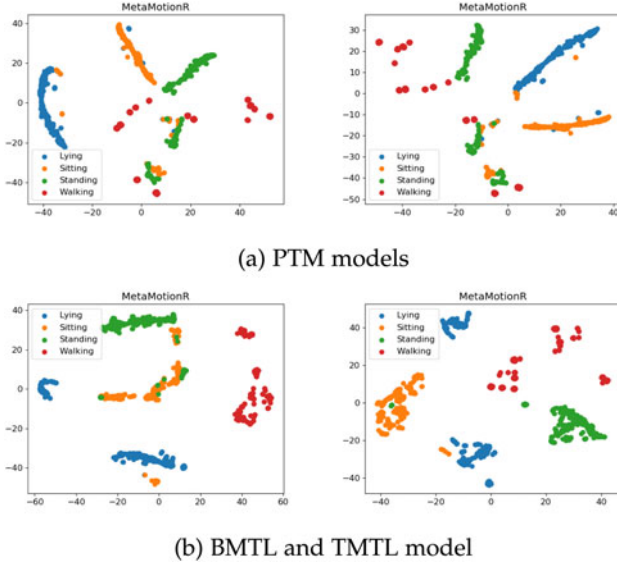 MetaMotionR MetaMotionR
40 30
20 20
10
0 0
-10
-20 -20
-30
-40 -40
-50
Lying Lying
Sitting Sitting
Standing Standing
Walking Walking
-40 -20 0 20 40 -40 -20 0 20 40
(a) PTM models
MetaMotionR MetaMotionR
40 40
20 20
0 0
-20 -20
-40 -40
Lying Lying
Sitting Sitting
Standing Standing
Walking Walking
-60 -40 -20 0 20 40 60 -40 -20 0 20 40
(b) BMTL and TMTL model